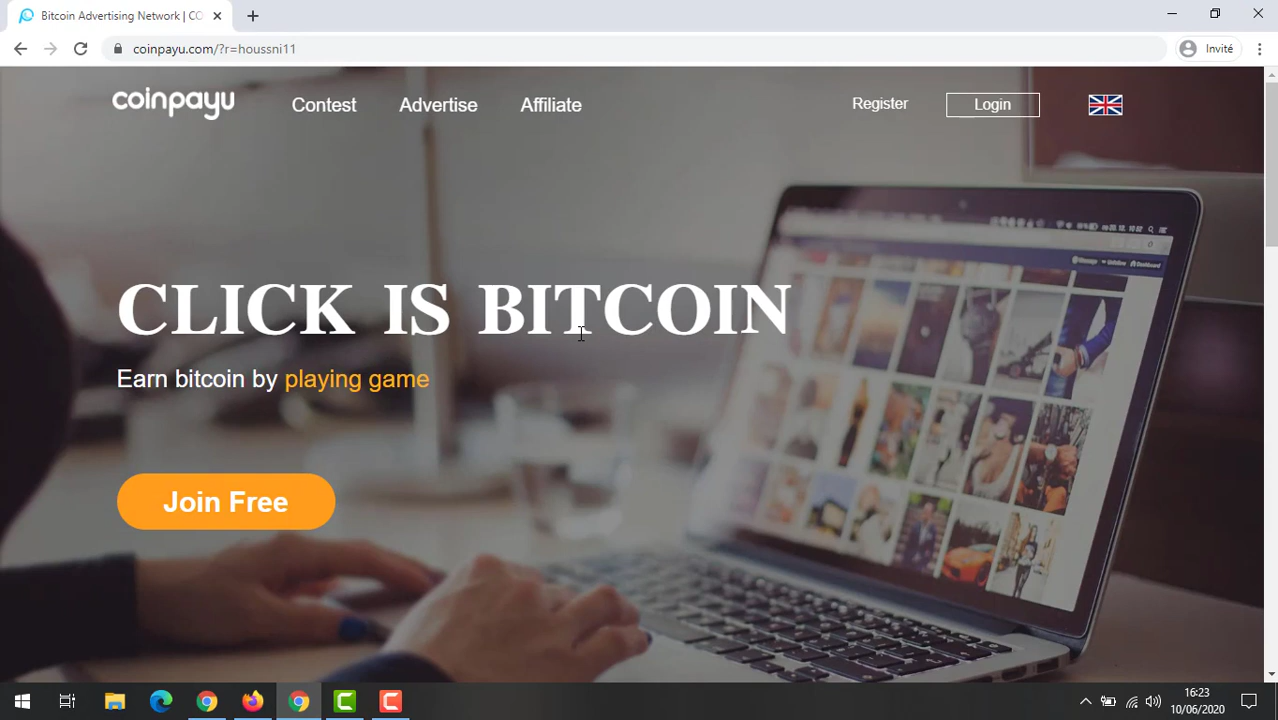 Bitcoin Advertising Network | CO
coinpayu.com/?r=houssni11
Invité
coinpayu
Contest
Advertise
Affiliate
Register
Login
CLICK IS BITCOIN
Earn bitcoin by playing game
Join Free
16:23
10/06/2020